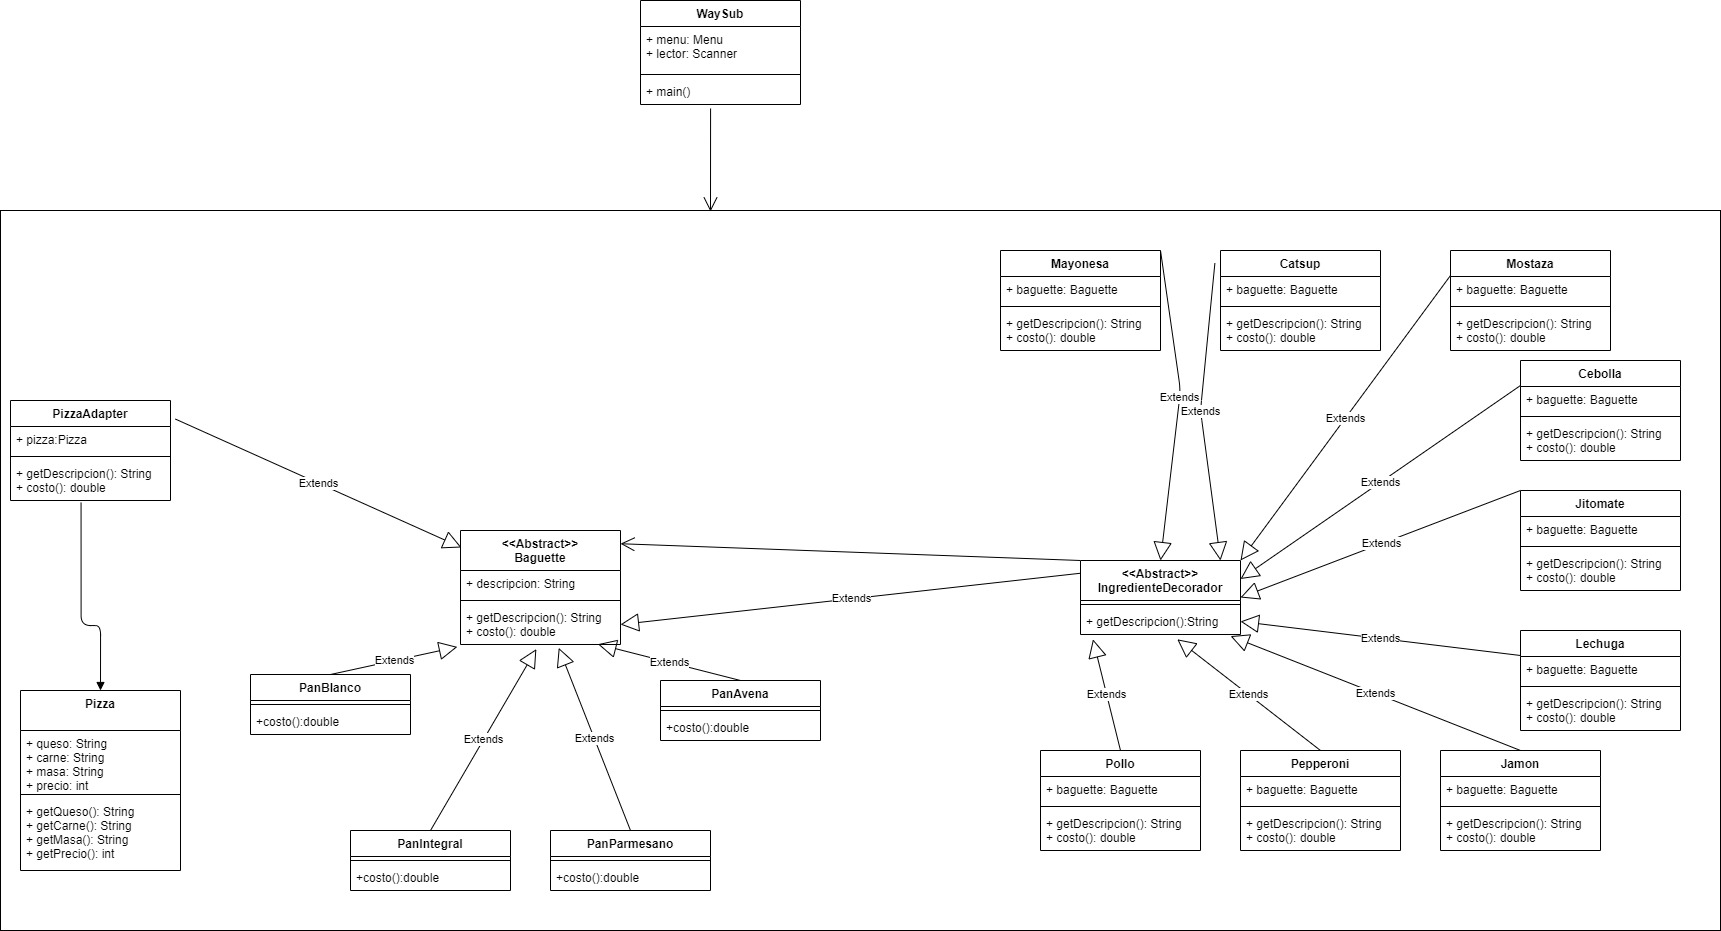 WaySub
+ menu: Menu
+ lector: Scanner
+ main()
Mayonesa
+ baguette: Baguette
+ getDescripcion(): String
+ costo(): double
Catsup
+ baguette: Baguette
+ getDescripcion(): String
+ costo(): double
Mostaza
+ baguette: Baguette
+ getDescripcion(): String
+ costo(): double
Cebolla
+ baguette: Baguette
+ getDescripcion(): String
+ costo(): double
Extends
Extends
Extends
Extends
PizzaAdapter
+ pizza:Pizza
+ getDescripcion(): String
+ costo(): double
Extends
Jitomate
+ baguette: Baguette
+ getDescripcion(): String
+ costo(): double
Extends
<<Abstract>>
Baguette
+ descripcion: String
+ getDescripcion(): String
+ costo(): double
Extends
<<Abstract>>
IngredienteDecorador
+ getDescripcion():String
Extends
Lechuga
+ baguette: Baguette
+ getDescripcion(): String
+ costo(): double
Extends
PanBlanco
+costo():double
Extends
PanAvena
+costo():double
Extends
Extends
Extends
Extends
Extends
Pizza
+ queso: String
+ carne: String
+ masa: String
+ precio: int
+ getQueso(): String
+ getCarne(): String
+ getMasa(): String
+ getPrecio(): int
PanIntegral
+costo():double
PanParmesano
+costo():double
Pollo
+ baguette: Baguette
+ getDescripcion(): String
+ costo(): double
Pepperoni
+ baguette: Baguette
+ getDescripcion(): String
+ costo(): double
Jamon
+ baguette: Baguette
+ getDescripcion(): String
+ costo(): double